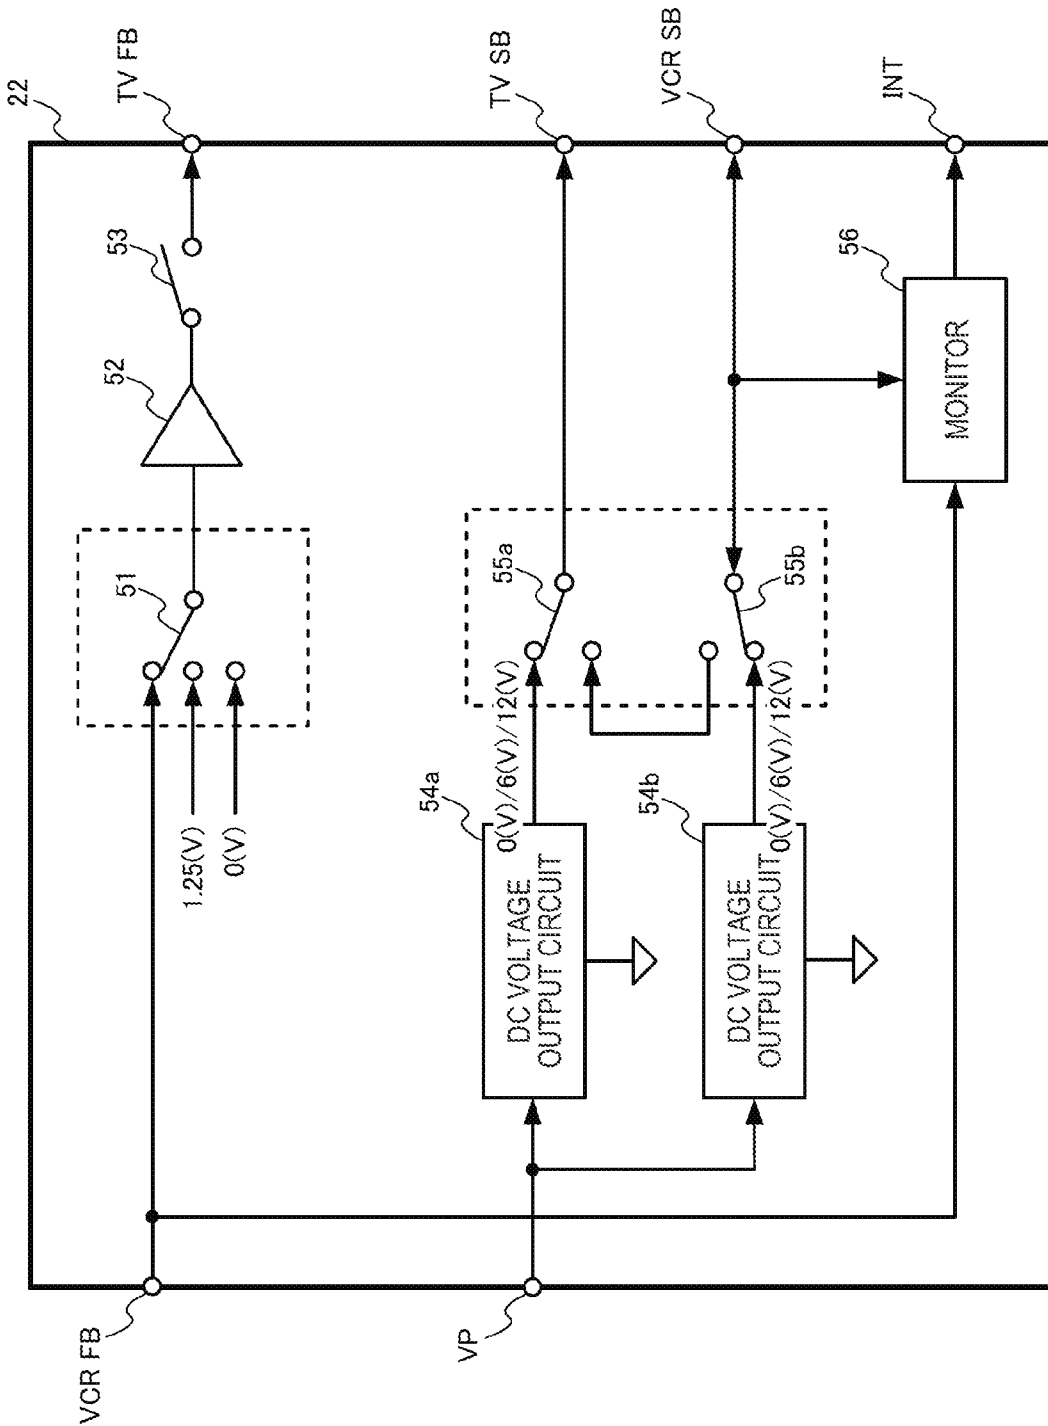 22
TV FB
TV SB
VCR SB
INT
53
52
51
56
MONITOR
55a
55b
1.25(V)
0(V)
0(V)/6(V)/12(V)
0(V)/6(V)/12(V)
54a
54b
DC VOLTAGE
OUTPUT CIRCUIT
DC VOLTAGE
OUTPUT CIRCUIT
VCR FB
VP